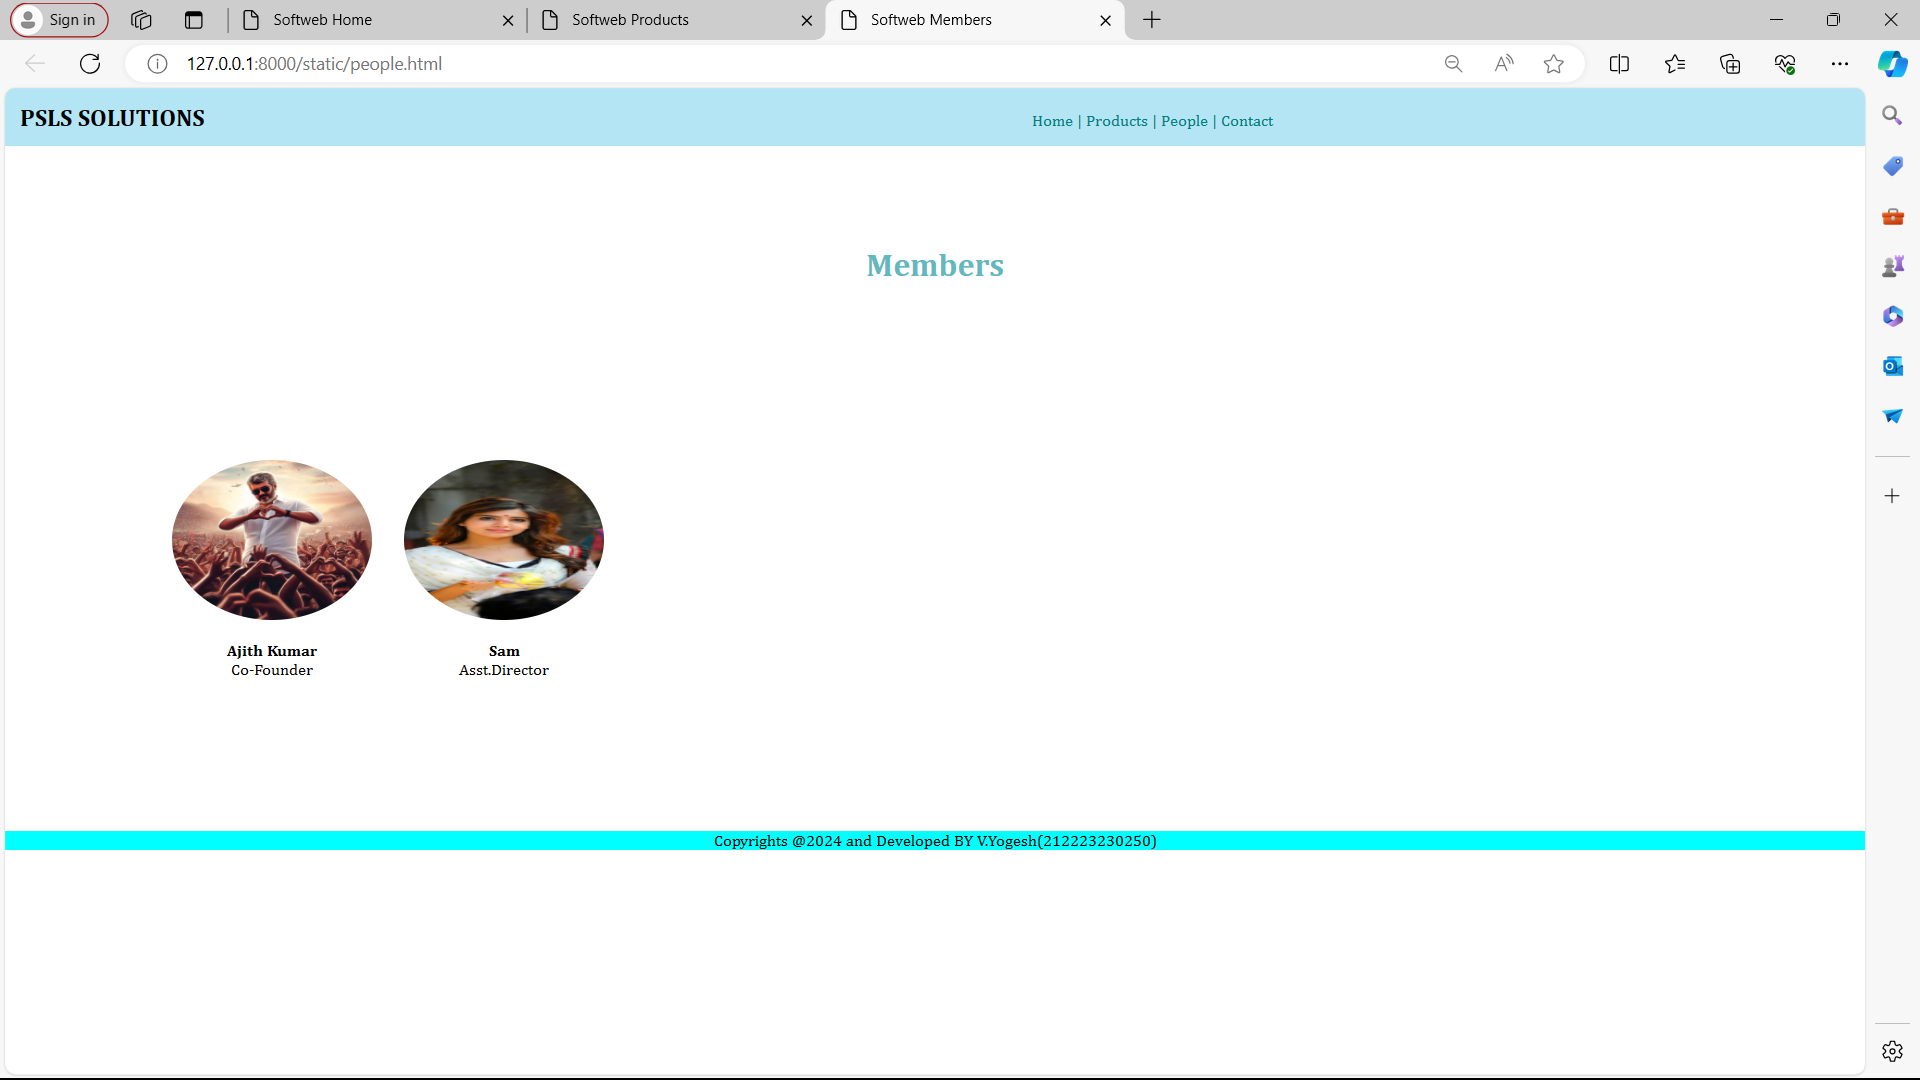 Sign in
Softweb Home
Softweb Products
Softweb Members
127.0.0.1:8000/static/people.html
PSLS SOLUTIONS
Home | Products | People | Contact
Members
Ajith Kumar
Co-Founder
Sam
Asst.Director
Copyrights @2024 and Developed BY V.Yogesh(212223230250)